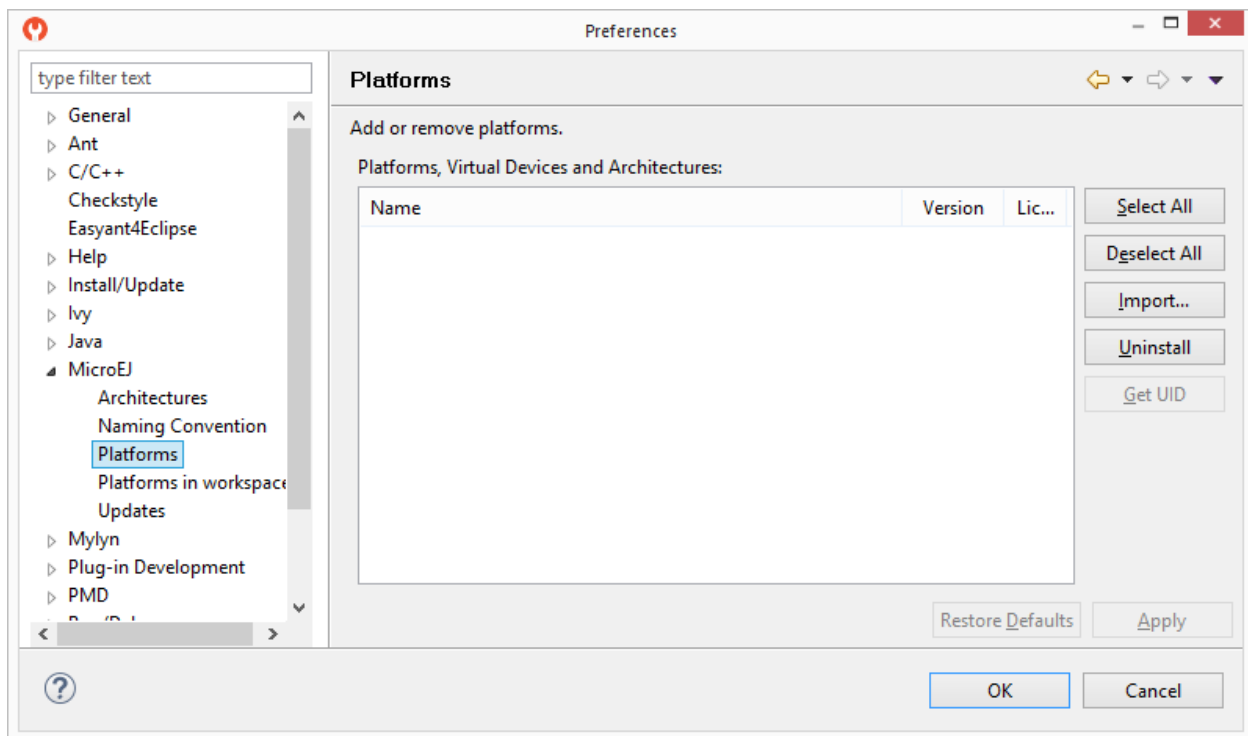 Preferences
type filter text
General
Ant
C/C++
Checkstyle
Easyant4Eclipse
Help
Install/Update
Ivy
Java
MicroEJ
Architectures
Naming Convention
Platforms
Platforms in workspace
Updates
Mylyn
Plug-in Development
PMD
Platforms
Add or remove platforms.
Platforms, Virtual Devices and Architectures:
Name Version Lic...
Select All
Deselect All
Import...
Uninstall
Get UID
Restore Defaults Apply
OK Cancel